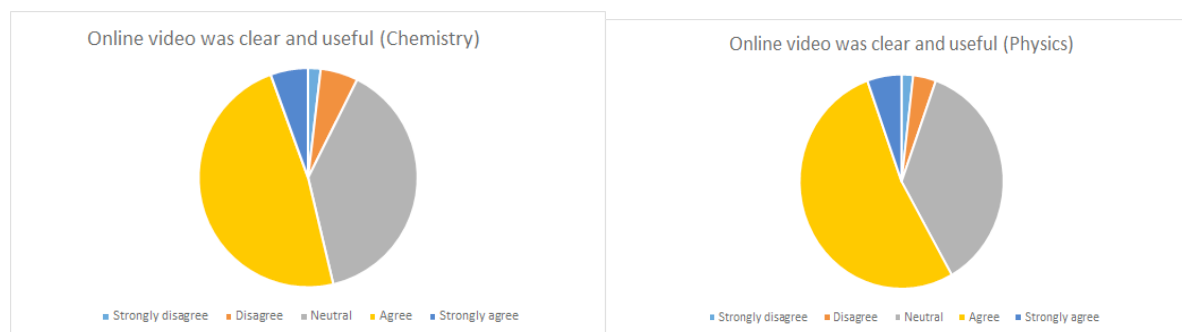 Online video was clear and useful (Chemistry)
Strongly disagree Disagree Neutral Agree Strongly agree
Online video was clear and useful (Physics)
Strongly disagree Disagree Neutral Agree Strongly agree